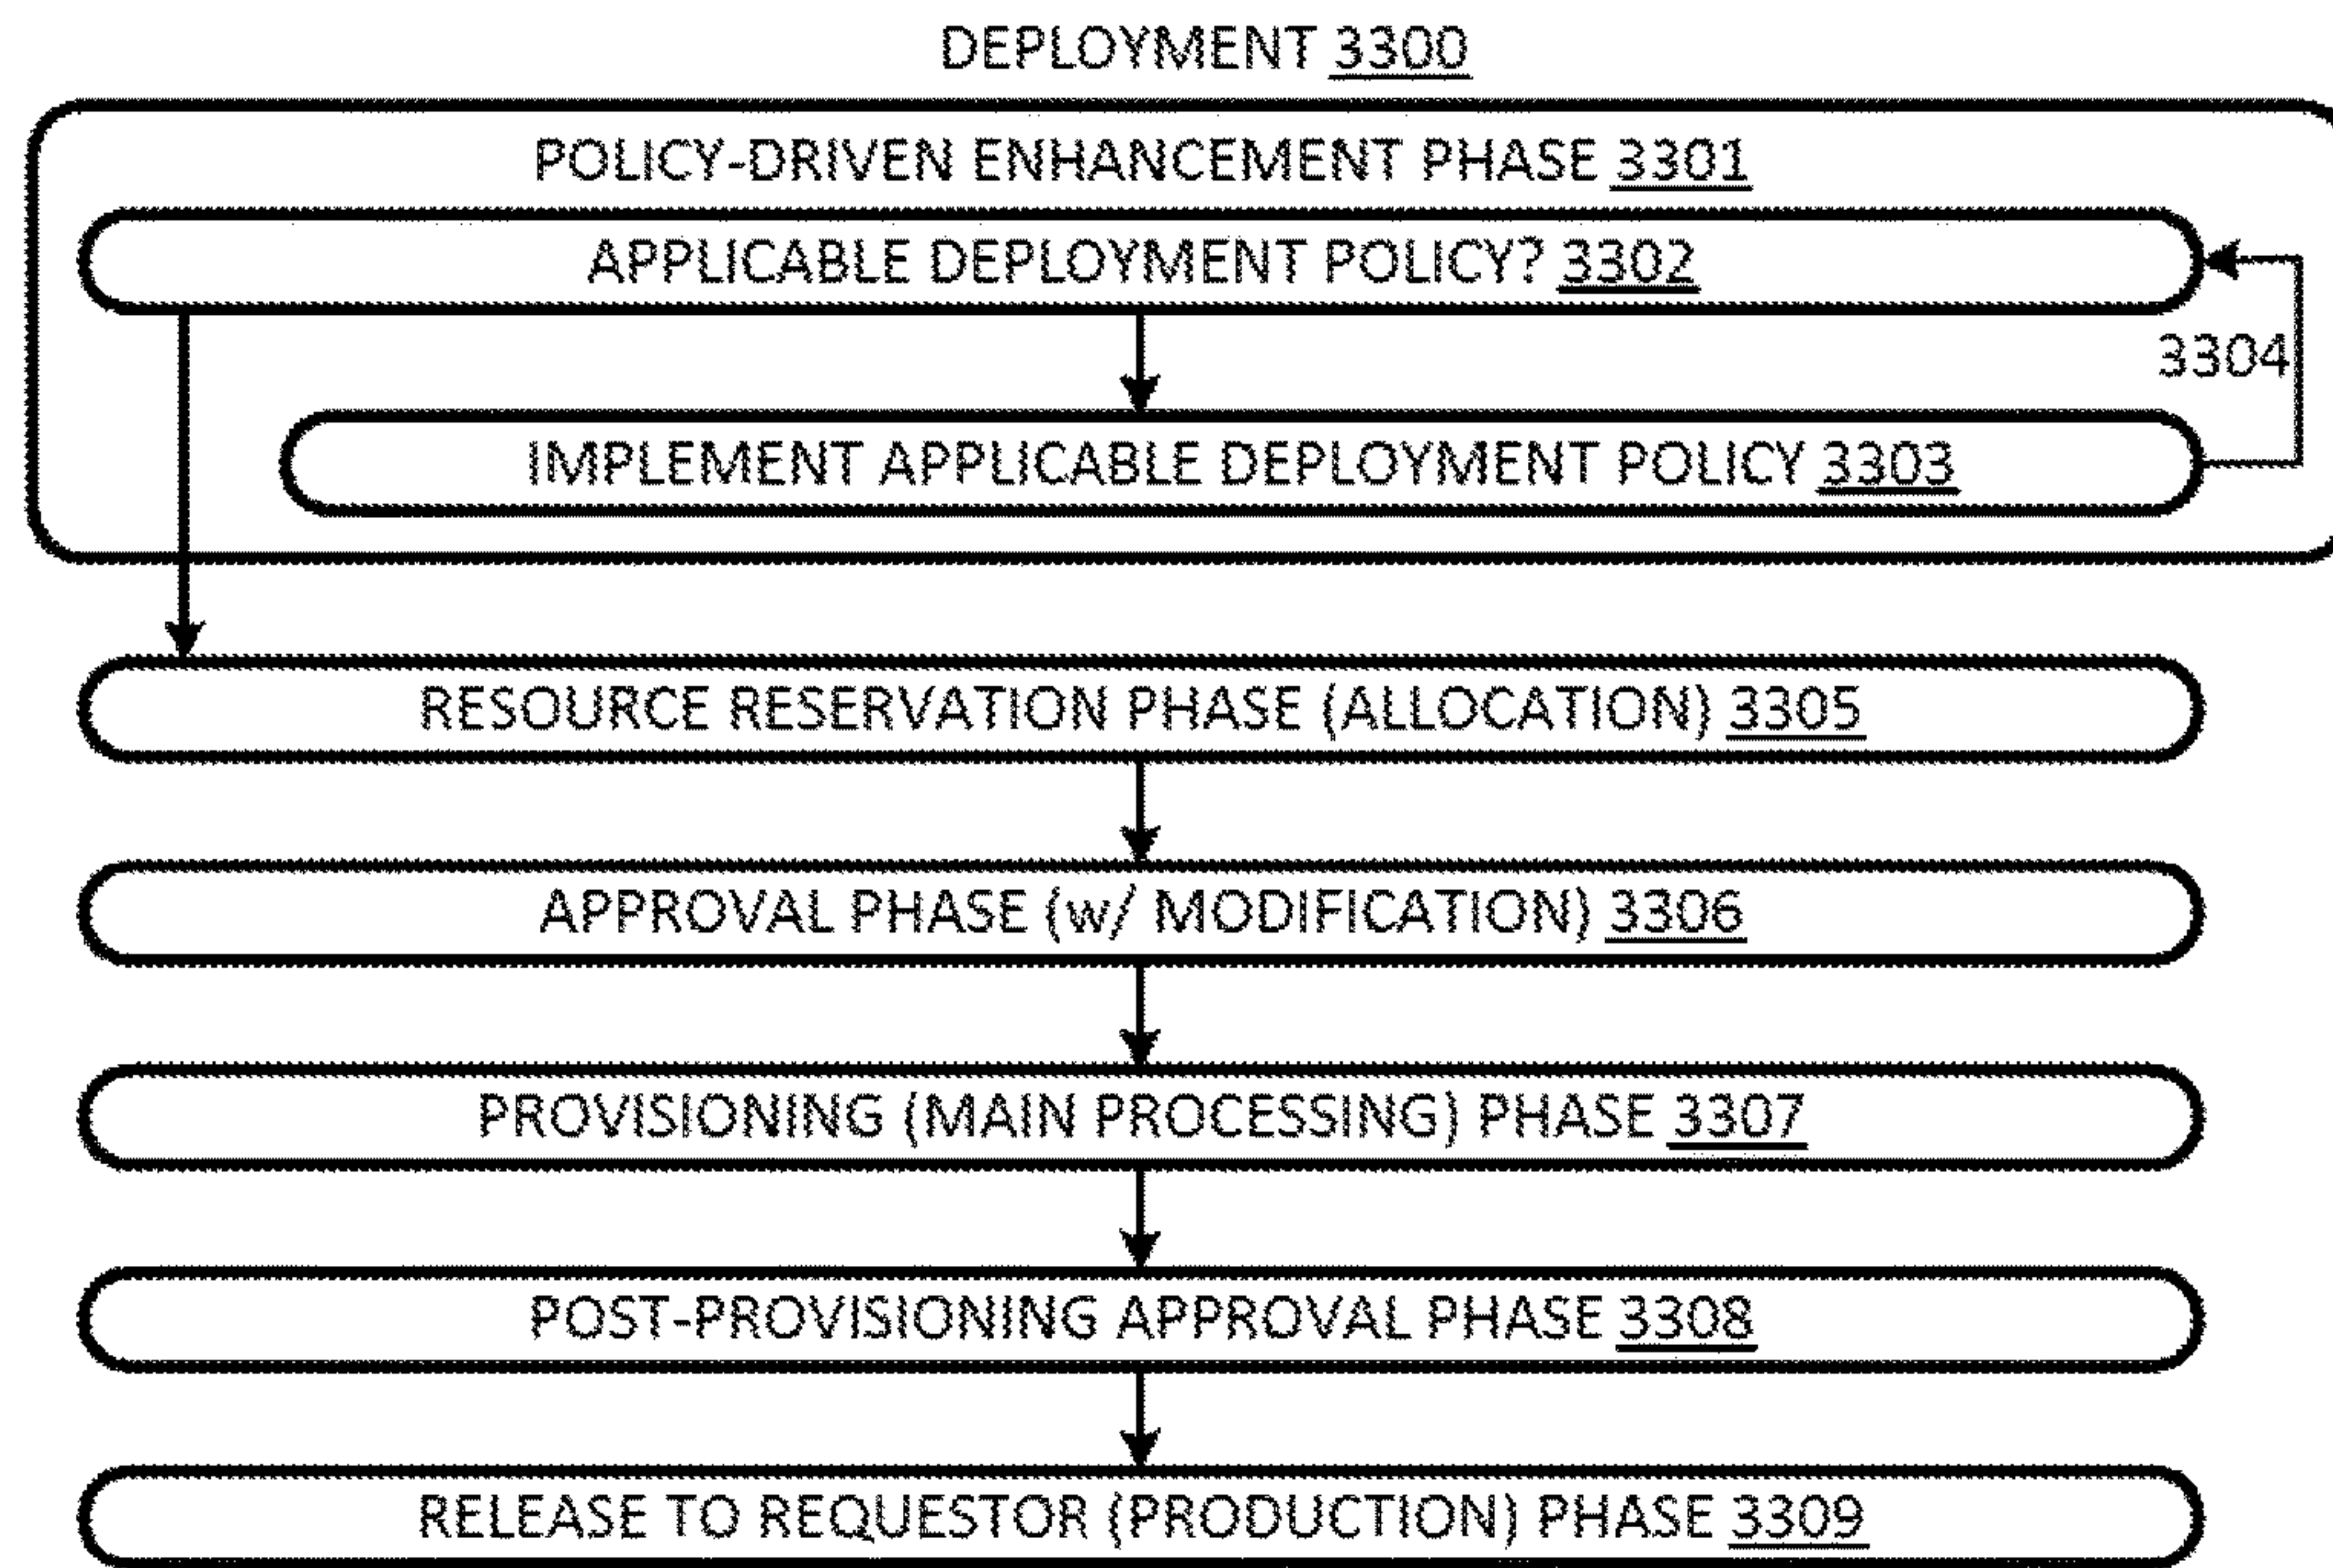 DEPLOYMENT 3300
POLICY-DRIVEN ENHANCEMENT PHASE 3301
APPLICABLE DEPLOYMENT POLICY? 3302
3304
IMPLEMENT APPLICABLE DEPLOYMENT POLICY 3303
RESOURCE RESERVATION PHASE (ALLOCATION) 3305
APPROVAL PHASE (w/ MODIFICATION) 3306
PROVISIONING (MAIN PROCESSING) PHASE 3307
POST-PROVISIONING APPROVAL PHASE 3308
RELEASE TO REQUESTOR (PRODUCTION) PHASE 3309